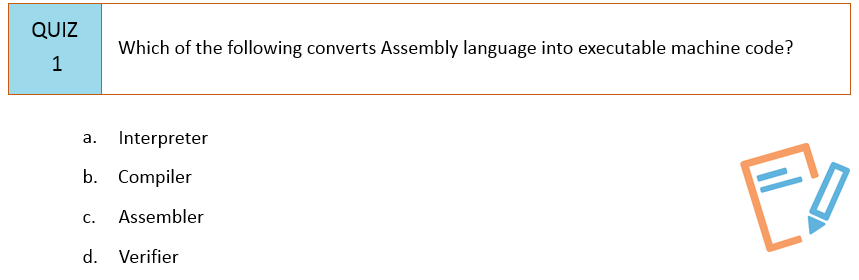 QUIZ
1
Which of the following converts Assembly language into executable machine code?
a. Interpreter
b. Compiler
c. Assembler
d. Verifier